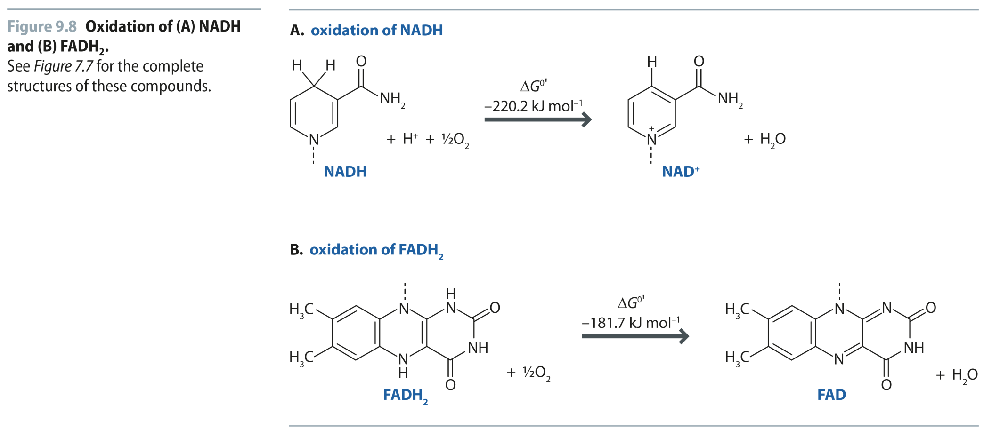 Figure 9.8 Oxidation of (A) NADH
and (B) FADH₂.
See Figure 7.7 for the complete
structures of these compounds.
A. oxidation of NADH
H H O
NH₂
N
+ H⁺ + ½O₂
NADH
ΔG⁰'
−220.2 kJ mol⁻¹
H O
NH₂
+
N
+ H₂O
NAD⁺
B. oxidation of FADH₂
H
H₃C N N O
NH
H₃C N
H
O
+ ½O₂
FADH₂
ΔG⁰'
−181.7 kJ mol⁻¹
H₃C N N O
NH
H₃C N
O
+ H₂O
FAD